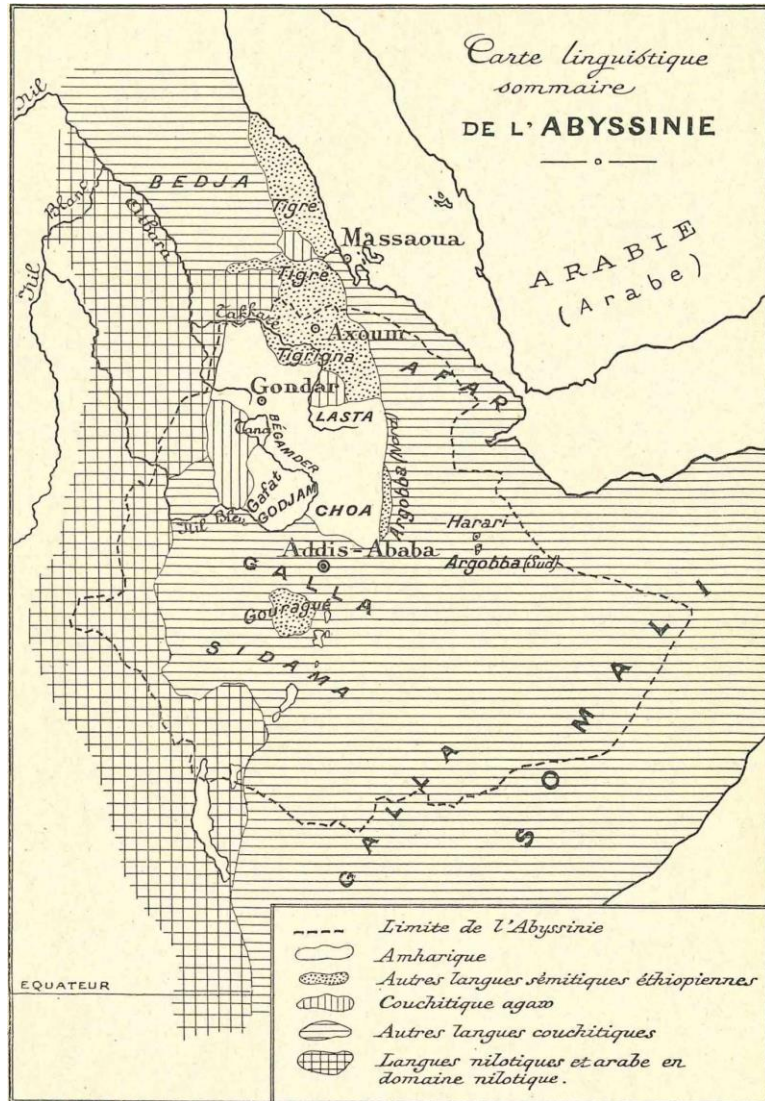 Carte linguistique
sommaire
DE L'ABYSSINIE
Nil
Blanc
Nil
Atbara
BEDJA
Tigré
Massaoua
ARABIE
(Arabe)
Tigré
Takkazé
Axoum
Tigrigna
AFAR
Gondar
LASTA
Tana
BÉGAMDER
Gafat
GODJAM
CHOA
Argobba (Nord)
Nil Bleu
Harari
Argobba (Sud)
Addis-Ababa
GALLA
Gouragué
SIDAMA
SOMALI
GALLA
EQUATEUR
Limite de l'Abyssinie
Amharique
Autres langues sémitiques éthiopiennes
Couchitique agaw
Autres langues couchitiques
Langues nilotiques et arabe en
domaine nilotique.